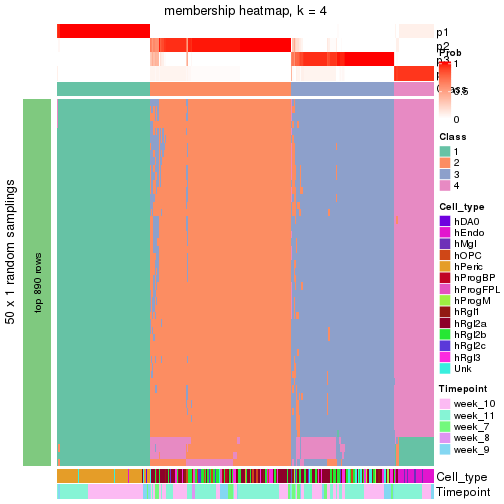 membership heatmap, k = 4
p1
p2
Prob
1
0.5
0
Class
1
2
3
4
Cell_type
hDA0
hEndo
hMgl
hOPC
hPeric
hProgBP
hProgFPL
hProgM
hRgl1
hRgl2a
hRgl2b
hRgl2c
hRgl3
Unk
Timepoint
week_10
week_11
week_7
week_8
week_9
50 x 1 random samplings
top 890 rows
Cell_type
Timepoint